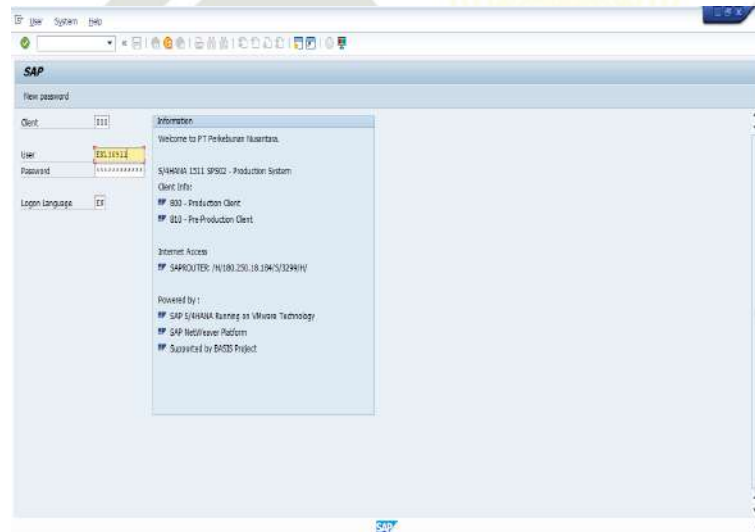 User System Help
SAP
New password
Client
Information
Welcome to PT Perkebunan Nusantara.
User
Password
S/4HANA 1511 SPS02 - Production System
Client Info:
Logon Language
800 - Production Client
810 - Pre-Production Client
Internet Access
SAPROUTER: /H/180.250.18.184/S/3299/H/
Powered by :
SAP S/4HANA Running on VMware Technology
SAP NetWeaver Platform
Supported by BASIS Project
SAP